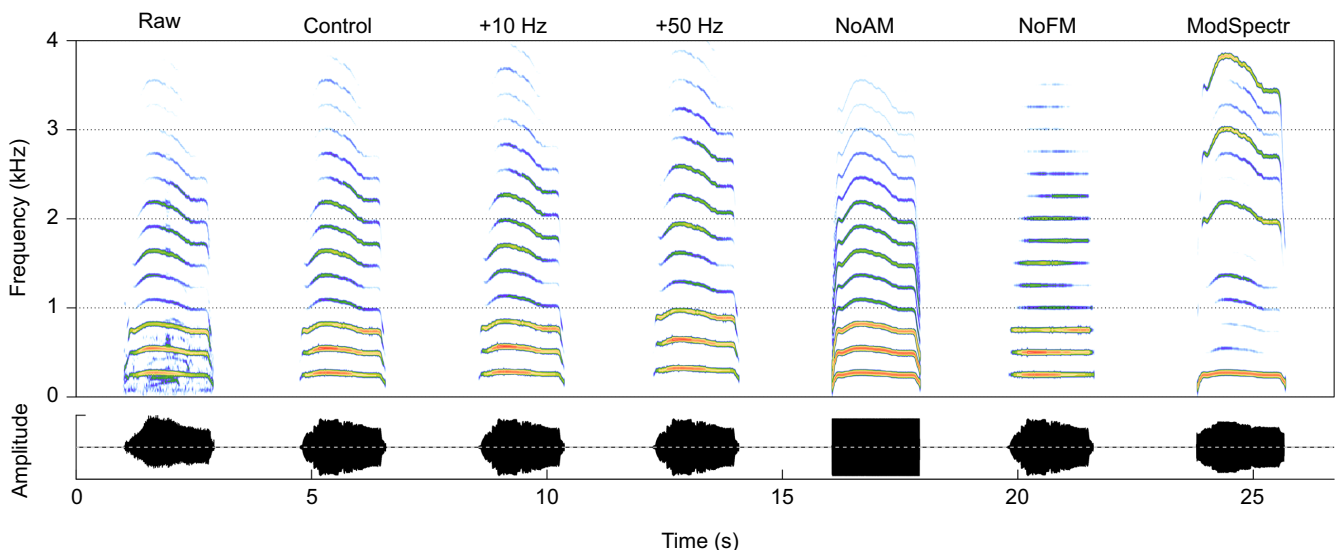 Raw Control +10 Hz +50 Hz NoAM NoFM ModSpectr
4
3
2
1
0
Frequency (kHz)
Amplitude
0 5 10 15 20 25
Time (s)